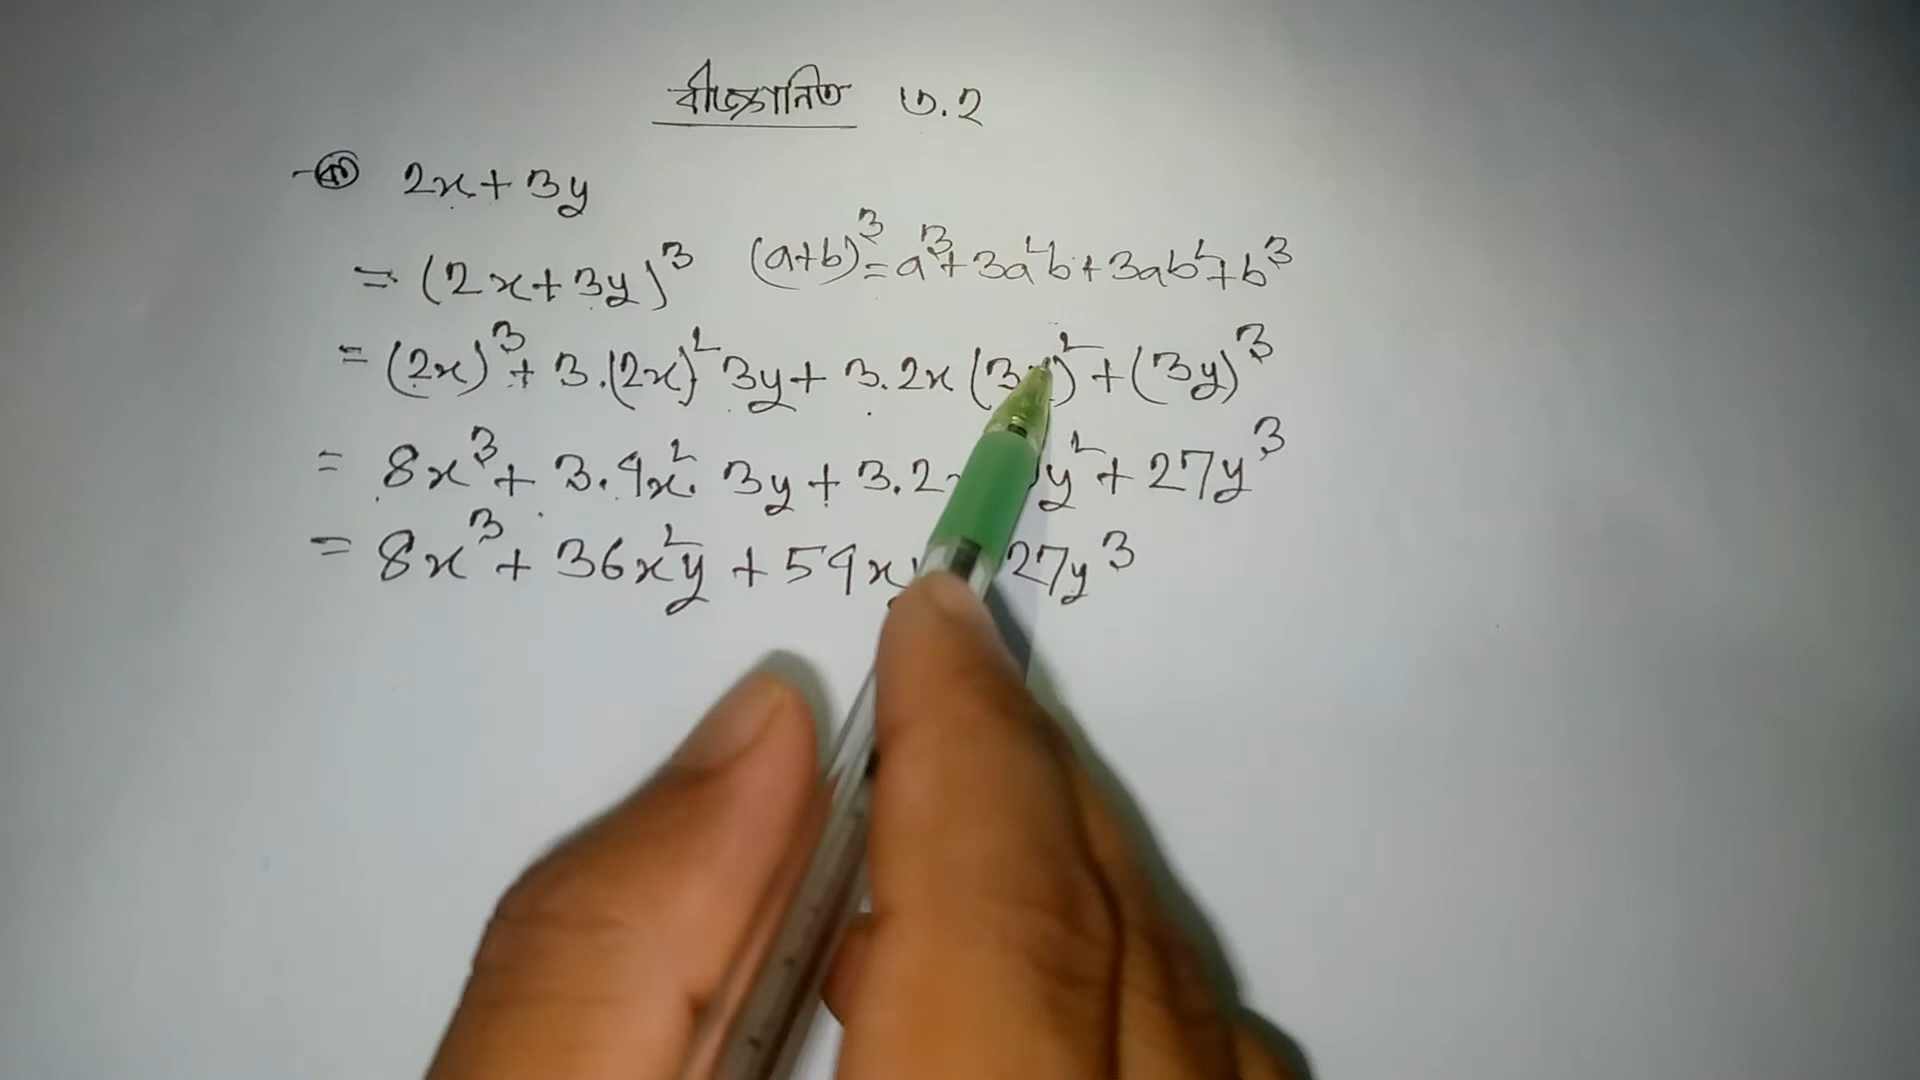 বীজগানিত ৩.২
ক 2x+3y
= (2x+3y)³ (a+b)³ = a³+3a²b+3ab²+b³
= (2x)³+3.(2x)² 3y+3.2x(3y)²+(3y)³
= 8x³+3.4x².3y+3.2 y²+27y³
= 8x³+36x²y+54x 27y³